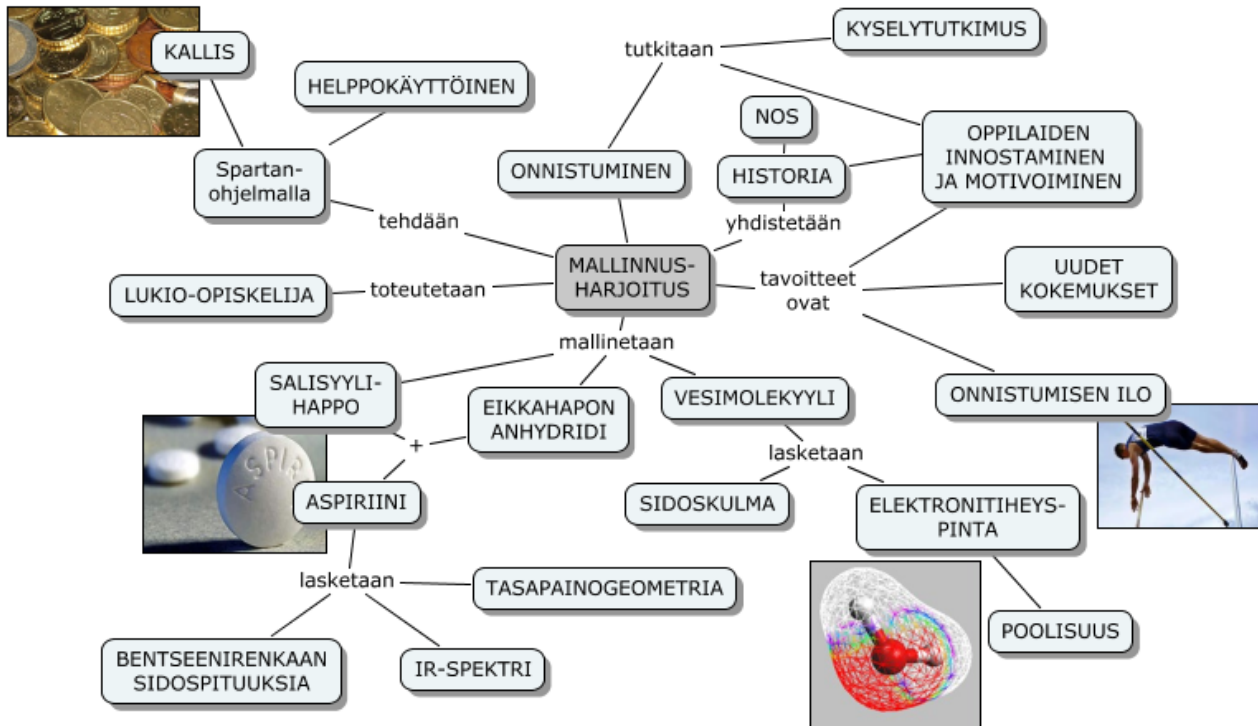 KALLIS
HELPPOKÄYTTÖINEN
Spartan-
ohjelmalla
tehdään
tutkitaan
KYSELYTUTKIMUS
ONNISTUMINEN
NOS
HISTORIA
yhdistetään
OPPILAIDEN
INNOSTAMINEN
JA MOTIVOIMINEN
LUKIO-OPISKELIJA
toteutetaan
MALLINNUS-
HARJOITUS
tavoitteet
ovat
UUDET
KOKEMUKSET
mallinetaan
SALISYYLI-
HAPPO
EIKKAHAPON
ANHYDRIDI
VESIMOLEKYYLI
ONNISTUMISEN ILO
+
ASPIR
ASPIRIINI
lasketaan
SIDOSKULMA
ELEKTRONITIHEYS-
PINTA
lasketaan
TASAPAINOGEOMETRIA
BENTSEENIRENKAAN
SIDOSPITUUKSIA
IR-SPEKTRI
POOLISUUS